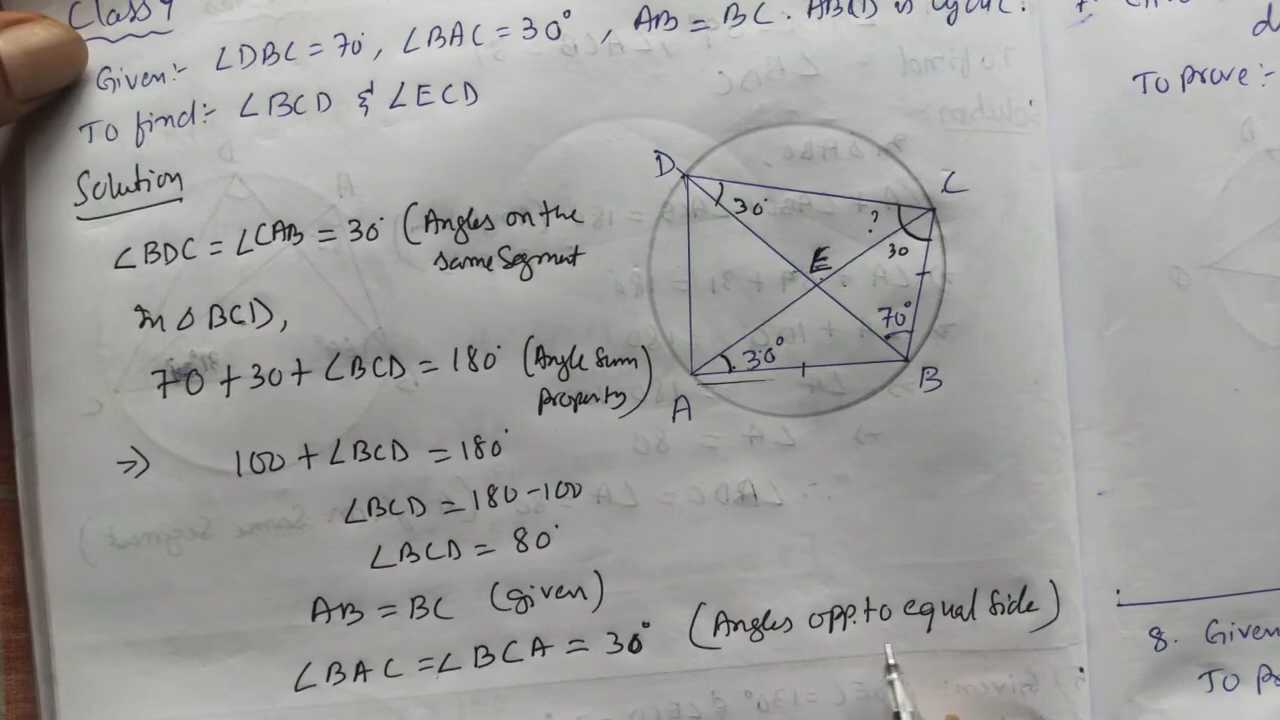 Class 9
Given:- ∠DBC = 70°, ∠BAC = 30°, AB = BC. ABCD is cyclic.
To find:- ∠BCD & ∠ECD
Solution
∠BDC = ∠CAB = 30° (Angles on the same Segment
In △ BCD,
70 + 30 + ∠BCD = 180° (Angle Sum property)
⇒ 100 + ∠BCD = 180°
∠BCD = 180 - 100
∠BCD = 80°
AB = BC (given)
∠BAC = ∠BCA = 30° (Angles opp. to equal Side)
D
C
30°
?
30
E
70°
30°
A
B
To prove:-
8. Given
To Pr